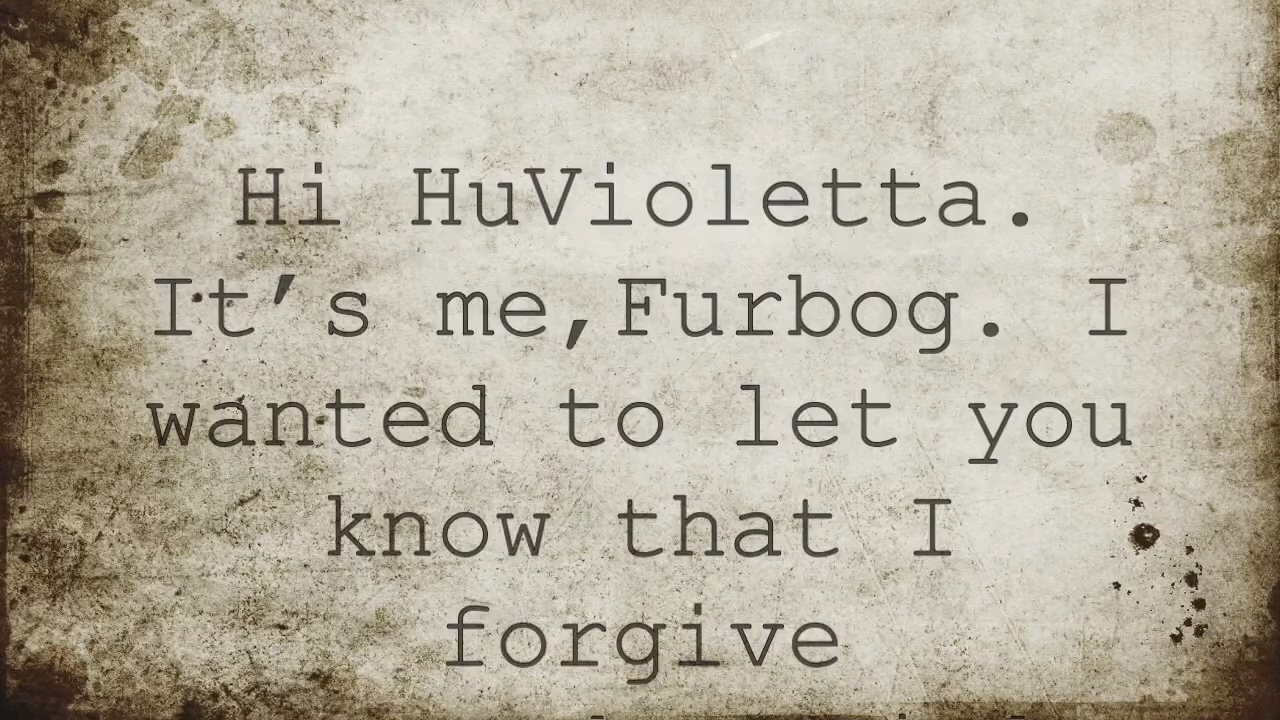 Hi HuVioletta.
It’s me,Furbog. I
wanted to let you
know that I
forgive